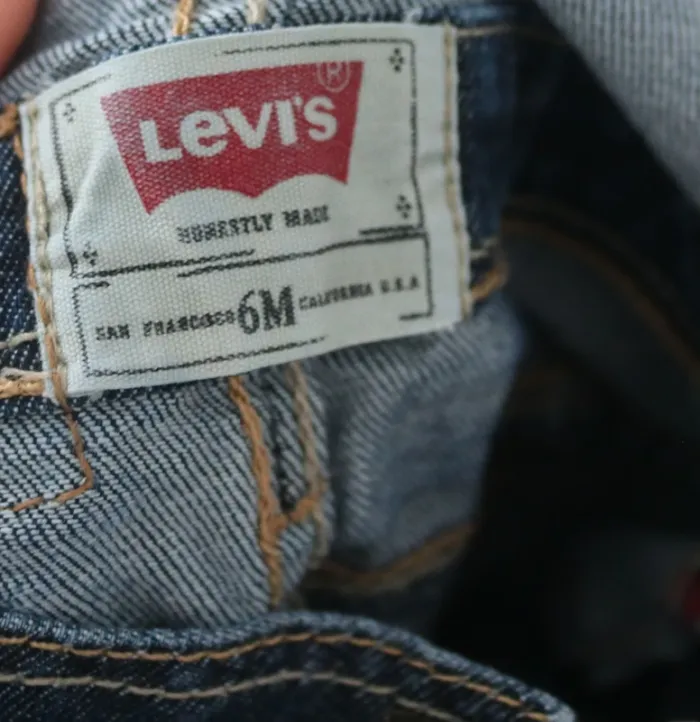 Levi's®
HONESTLY MADE
SAN FRANCISCO 6M CALIFORNIA U.S.A